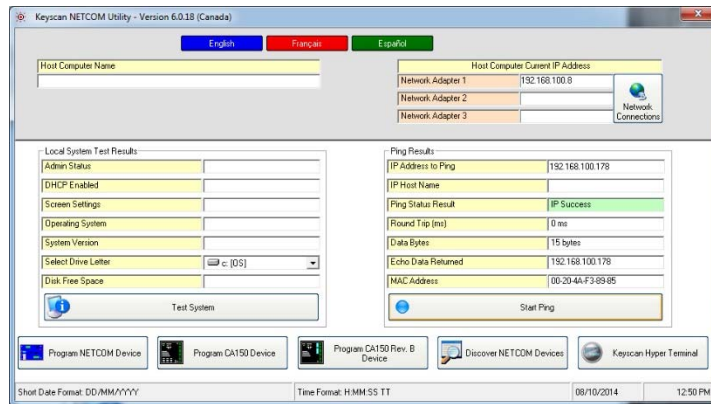 Keyscan NETCOM Utility - Version 6.0.18 (Canada)
English Français Español
Host Computer Name
Host Computer Current IP Address
Network Adapter 1 192.168.100.8
Network Adapter 2
Network Adapter 3
Network Connections
Local System Test Results
Admin Status
DHCP Enabled
Screen Settings
Operating System
System Version
Select Drive Letter c: [OS]
Disk Free Space
Test System
Ping Results
IP Address to Ping 192.168.100.178
IP Host Name
Ping Status Result IP Success
Round Trip (ms) 0 ms
Data Bytes 15 bytes
Echo Data Returned 192.168.100.178
MAC Address 00-20-4A-F3-89-85
Start Ping
Program NETCOM Device
Program CA150 Device
Program CA150 Rev. B
Device
Discover NETCOM Devices
Keyscan Hyper Terminal
Short Date Format: DD/MM/YYYY Time Format: H:MM:SS TT 08/10/2014 12:50 PM